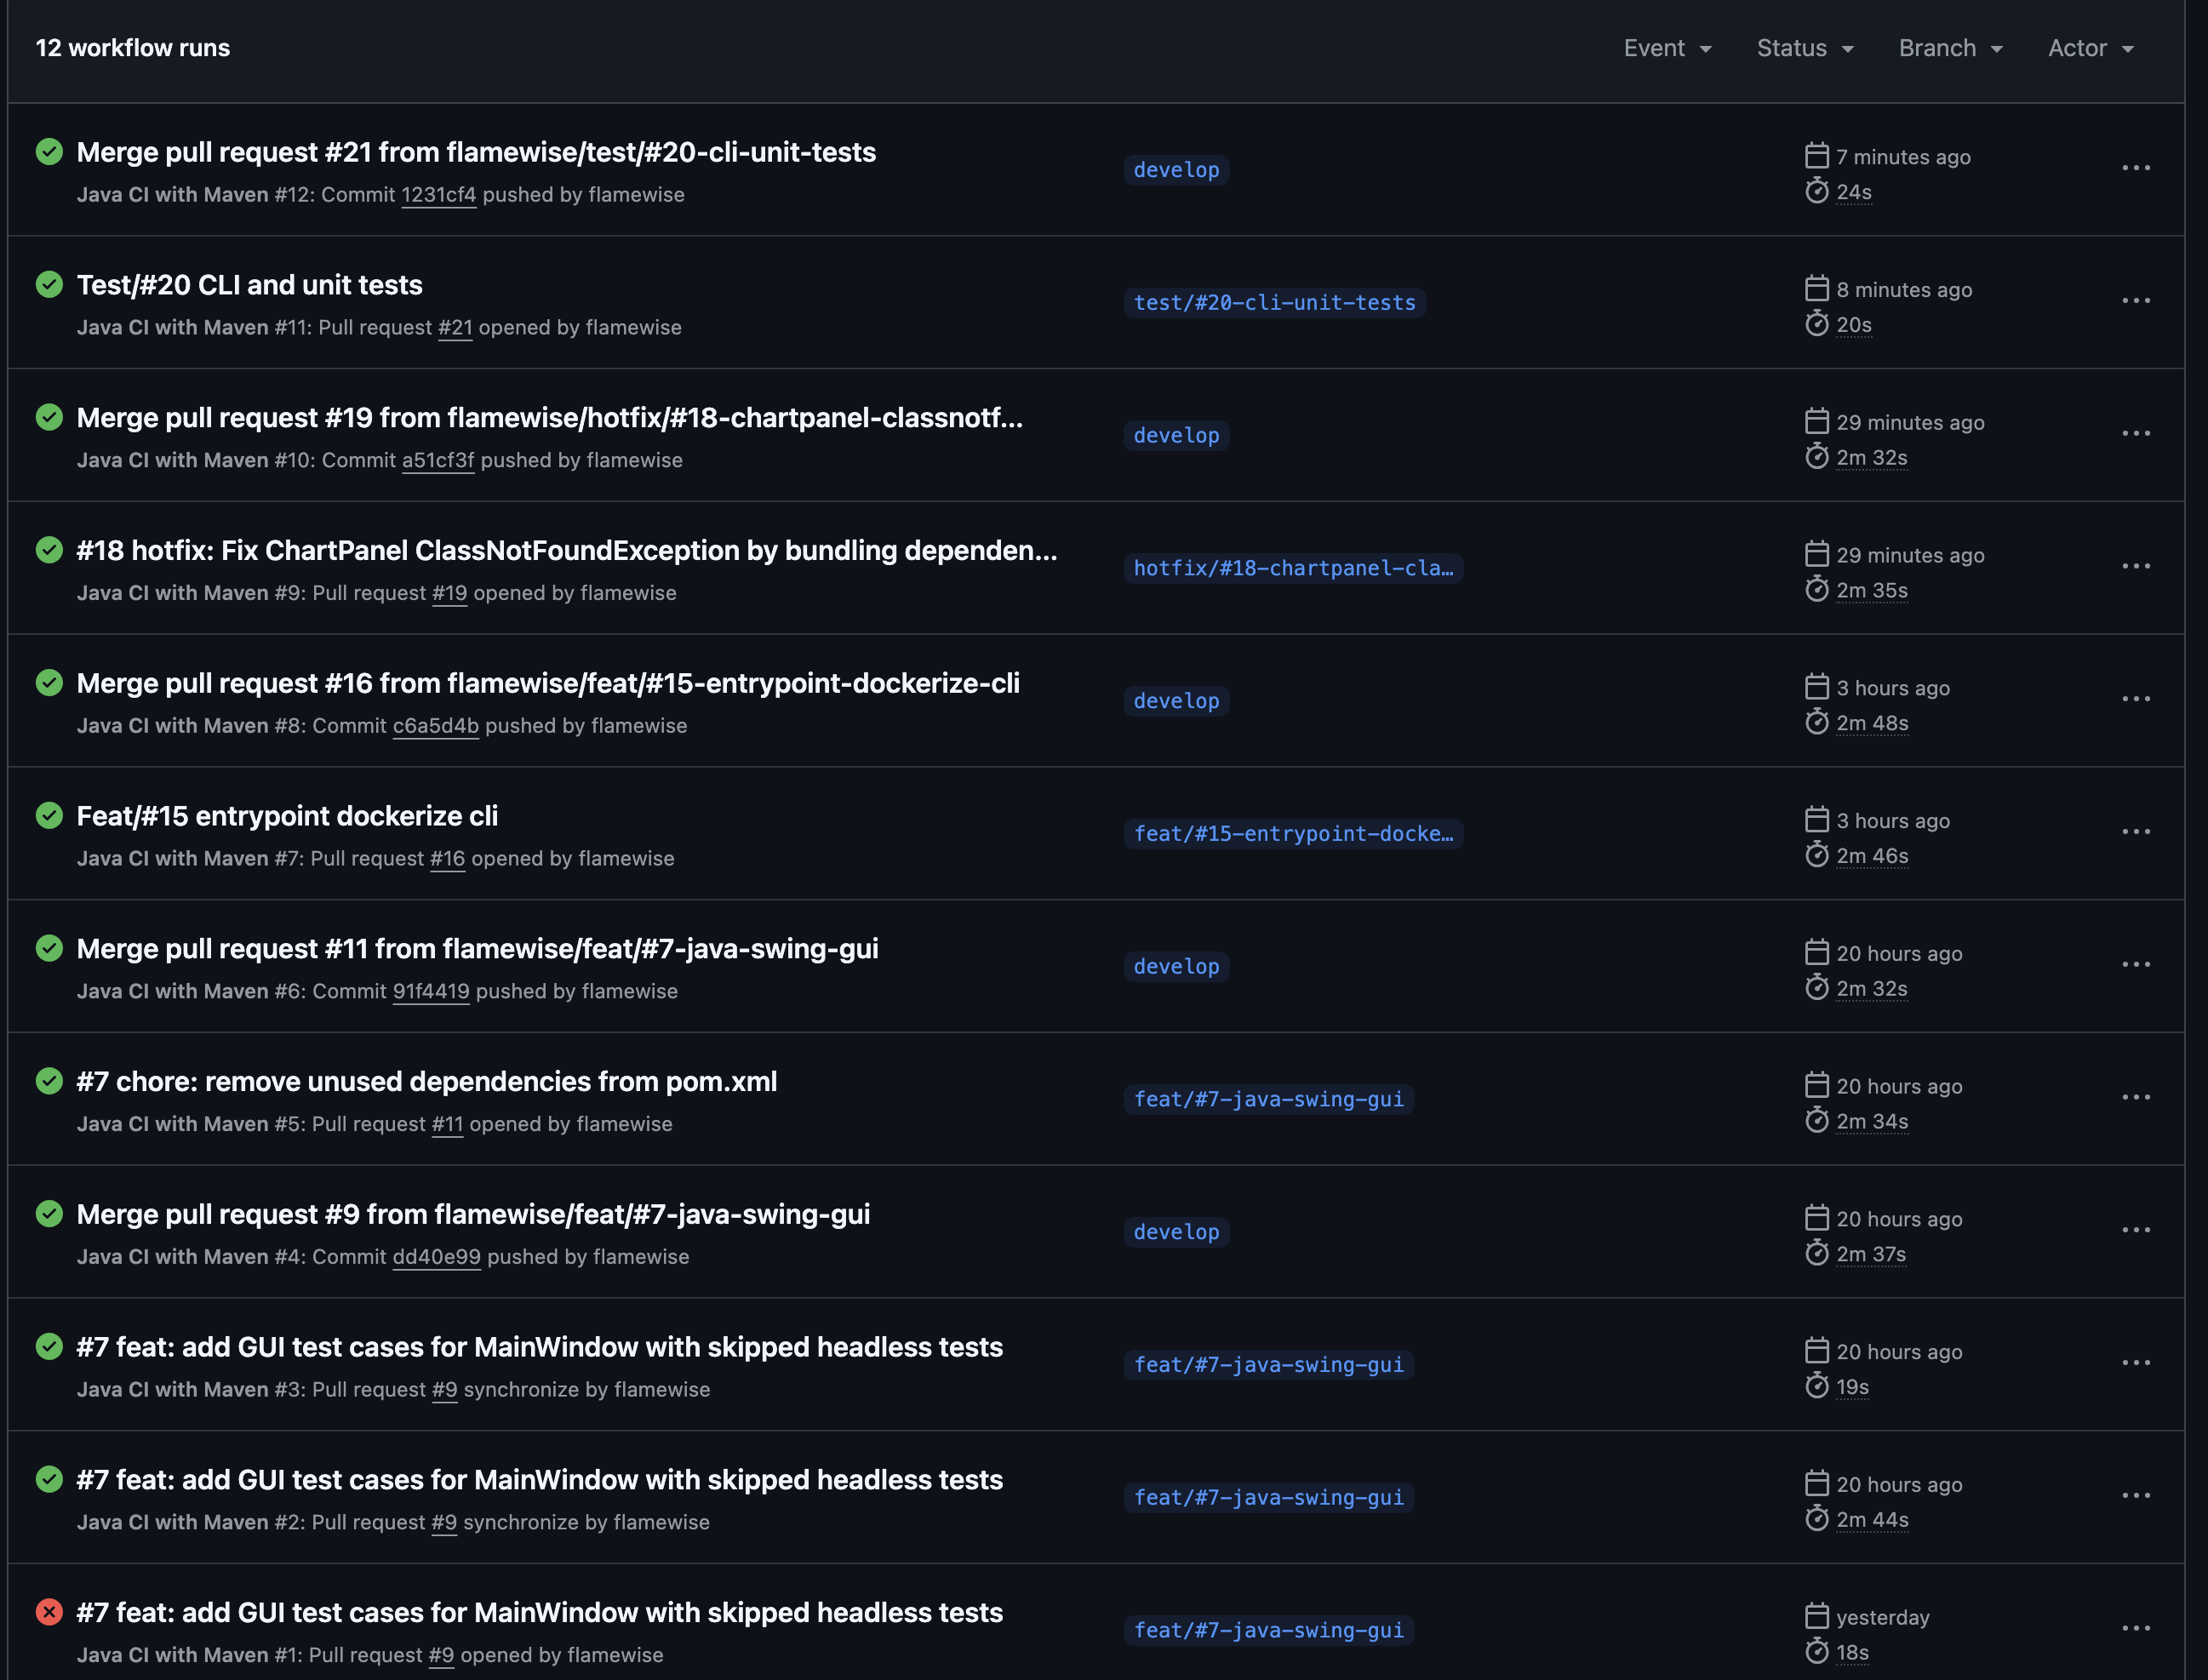 12 workflow runs
Event Status Branch Actor
Merge pull request #21 from flamewise/test/#20-cli-unit-tests
Java CI with Maven #12: Commit 1231cf4 pushed by flamewise
develop
7 minutes ago
24s
Test/#20 CLI and unit tests
Java CI with Maven #11: Pull request #21 opened by flamewise
test/#20-cli-unit-tests
8 minutes ago
20s
Merge pull request #19 from flamewise/hotfix/#18-chartpanel-classnotf...
Java CI with Maven #10: Commit a51cf3f pushed by flamewise
develop
29 minutes ago
2m 32s
#18 hotfix: Fix ChartPanel ClassNotFoundException by bundling dependen...
Java CI with Maven #9: Pull request #19 opened by flamewise
hotfix/#18-chartpanel-cla…
29 minutes ago
2m 35s
Merge pull request #16 from flamewise/feat/#15-entrypoint-dockerize-cli
Java CI with Maven #8: Commit c6a5d4b pushed by flamewise
develop
3 hours ago
2m 48s
Feat/#15 entrypoint dockerize cli
Java CI with Maven #7: Pull request #16 opened by flamewise
feat/#15-entrypoint-docke…
3 hours ago
2m 46s
Merge pull request #11 from flamewise/feat/#7-java-swing-gui
Java CI with Maven #6: Commit 91f4419 pushed by flamewise
develop
20 hours ago
2m 32s
#7 chore: remove unused dependencies from pom.xml
Java CI with Maven #5: Pull request #11 opened by flamewise
feat/#7-java-swing-gui
20 hours ago
2m 34s
Merge pull request #9 from flamewise/feat/#7-java-swing-gui
Java CI with Maven #4: Commit dd40e99 pushed by flamewise
develop
20 hours ago
2m 37s
#7 feat: add GUI test cases for MainWindow with skipped headless tests
Java CI with Maven #3: Pull request #9 synchronize by flamewise
feat/#7-java-swing-gui
20 hours ago
19s
#7 feat: add GUI test cases for MainWindow with skipped headless tests
Java CI with Maven #2: Pull request #9 synchronize by flamewise
feat/#7-java-swing-gui
20 hours ago
2m 44s
#7 feat: add GUI test cases for MainWindow with skipped headless tests
Java CI with Maven #1: Pull request #9 opened by flamewise
feat/#7-java-swing-gui
yesterday
18s